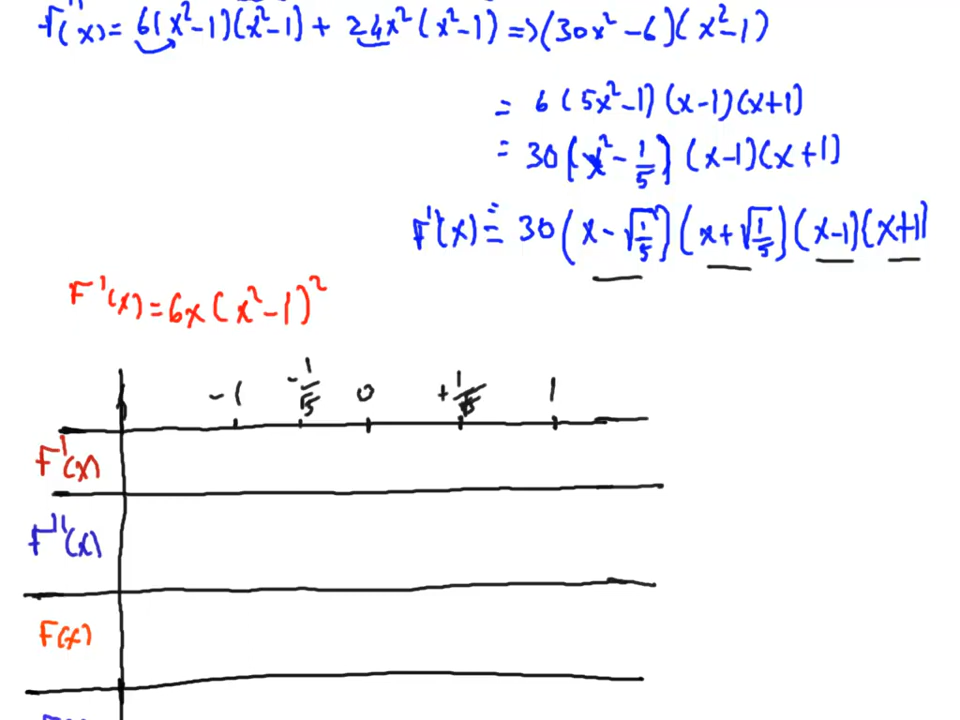 F''(x) = 6(x²-1)(x²-1) + 24x²(x²-1) => (30x²-6)(x²-1)
= 6(5x²-1)(x-1)(x+1)
= 30(x²-1/5)(x-1)(x+1)
F''(x) = 30(x-√1/5)(x+√1/5)(x-1)(x+1)
F'(x) = 6x(x²-1)²
-1 -1/√5 0 +1/√5 1
F'(x)
F''(x)
F(x)